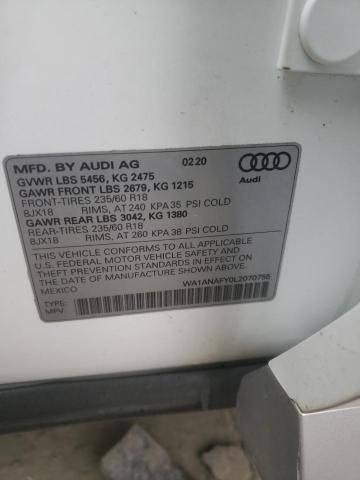 MFD. BY AUDI AG 02 20
GVWR LBS 5456, KG 2475
GAWR FRONT LBS 2679, KG 1215
FRONT-TIRES 235/60 R18
8JX18 RIMS, AT 240 KPA 35 PSI COLD
GAWR REAR LBS 3042, KG 1380
REAR-TIRES 235/60 R18
8JX18 RIMS, AT 260 KPA 38 PSI COLD
THIS VEHICLE CONFORMS TO ALL APPLICABLE
U.S. FEDERAL MOTOR VEHICLE SAFETY AND
THEFT PREVENTION STANDARDS IN EFFECT ON
THE DATE OF MANUFACTURE SHOWN ABOVE.
MEXICO
WA1ANAFY0L2070755
TYPE:
MPV
Audi